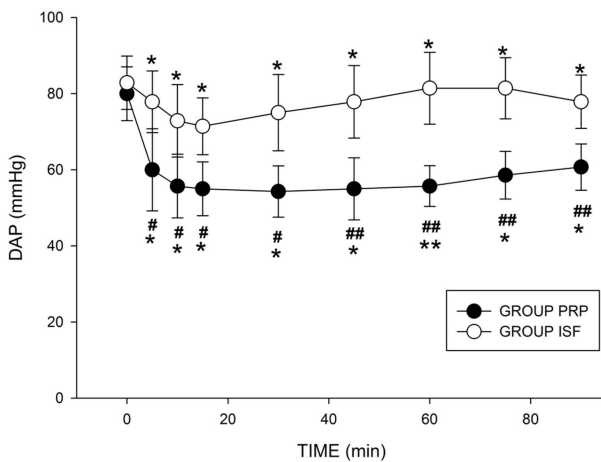 100
80
60
40
20
0
DAP (mmHg)
* * * * * * * * *
# # # # ## ## ## ##
* * * * * ** * *
GROUP PRP
GROUP ISF
0 20 40 60 80
TIME (min)